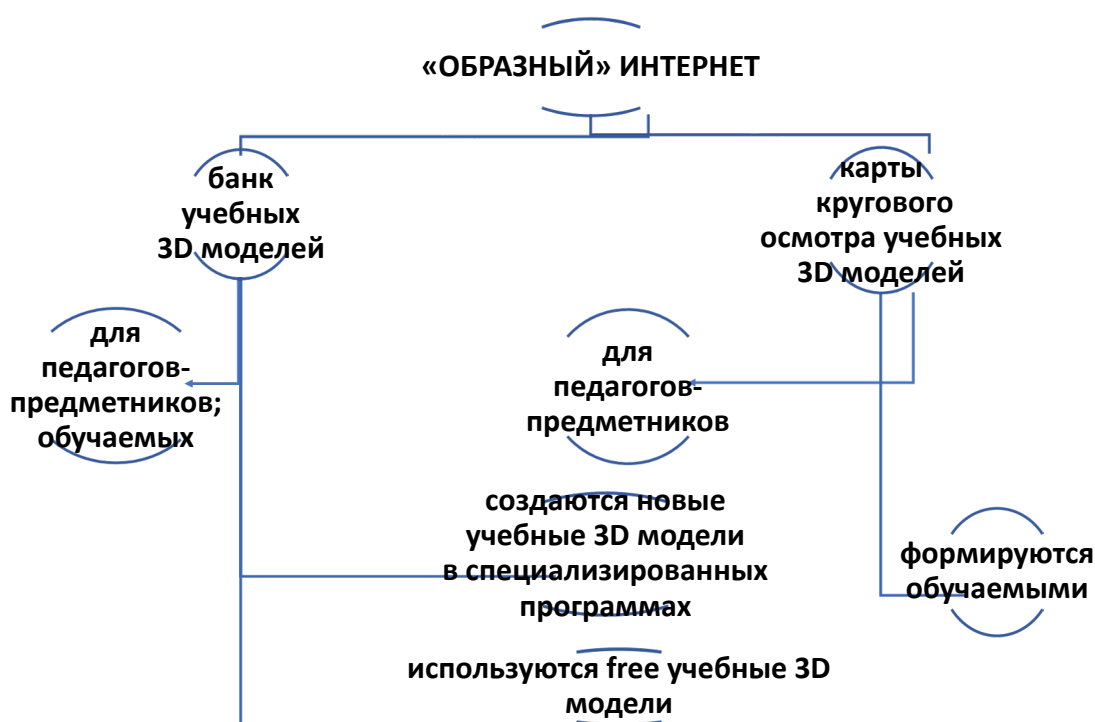 «ОБРАЗНЫЙ» ИНТЕРНЕТ
банк
учебных
3D моделей
карты
кругового
осмотра учебных
3D моделей
для
педагогов-
предметников;
обучаемых
для
педагогов-
предметников
создаются новые
учебные 3D модели
в специализированных
программах
формируются
обучаемыми
используются free учебные 3D
модели